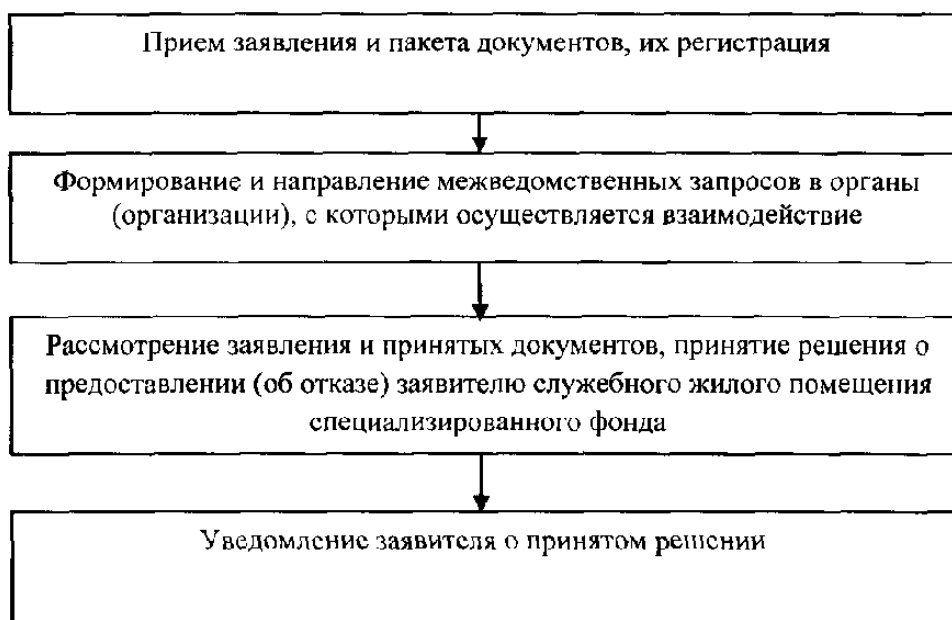 Прием заявления и пакета документов, их регистрация
Формирование и направление межведомственных запросов в органы
(организации), с которыми осуществляется взаимодействие
Рассмотрение заявления и принятых документов, принятие решения о
предоставлении (об отказе) заявителю служебного жилого помещения
специализированного фонда
Уведомление заявителя о принятом решении